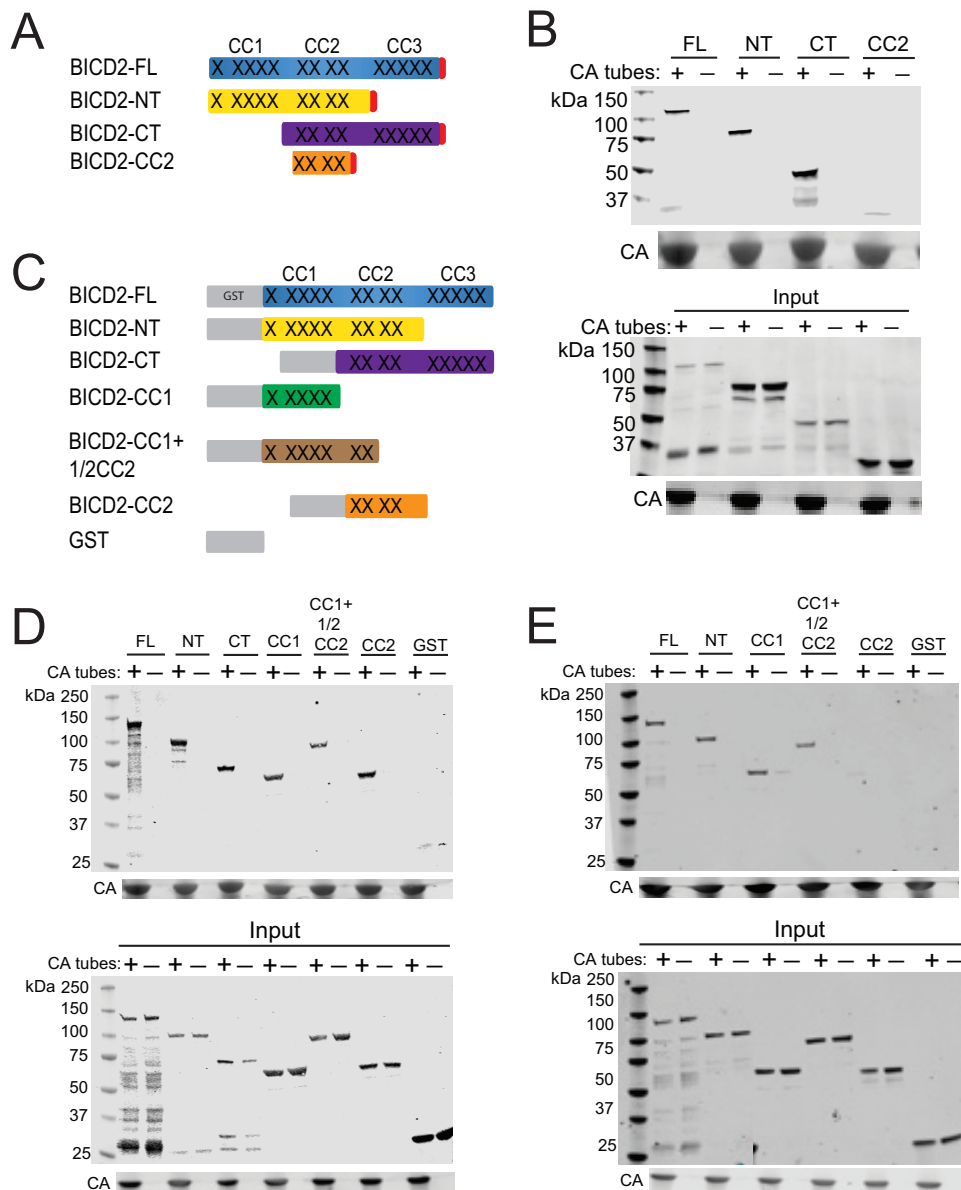 A
CC1 CC2 CC3
BICD2-FL X XXXX XX XX XXXXX
BICD2-NT X XXXX XX XX
BICD2-CT XX XX XXXXX
BICD2-CC2 XX XX
B
FL NT CT CC2
CA tubes: + – + – + – + –
kDa 150
100
75
50
37
CA
Input
CA tubes: + – + – + – + –
kDa 150
100
75
50
37
CA
C
CC1 CC2 CC3
BICD2-FL GST X XXXX XX XX XXXXX
BICD2-NT X XXXX XX XX
BICD2-CT XX XX XXXXX
BICD2-CC1 X XXXX
BICD2-CC1+
1/2CC2 X XXXX XX
BICD2-CC2 XX XX
GST
D
CC1+
1/2
FL NT CT CC1 CC2 CC2 GST
CA tubes: + – + – + – + – + – + – + –
kDa 250
150
100
75
50
37
25
CA
Input
CA tubes: + – + – + – + – + – + – + –
kDa 250
150
100
75
50
37
25
CA
E
CC1+
1/2
FL NT CC1 CC2 CC2 GST
CA tubes: + – + – + – + – + – + –
kDa 250
150
100
75
50
37
25
CA
Input
CA tubes: + – + – + – + – + – + –
kDa 250
150
100
75
50
37
25
CA